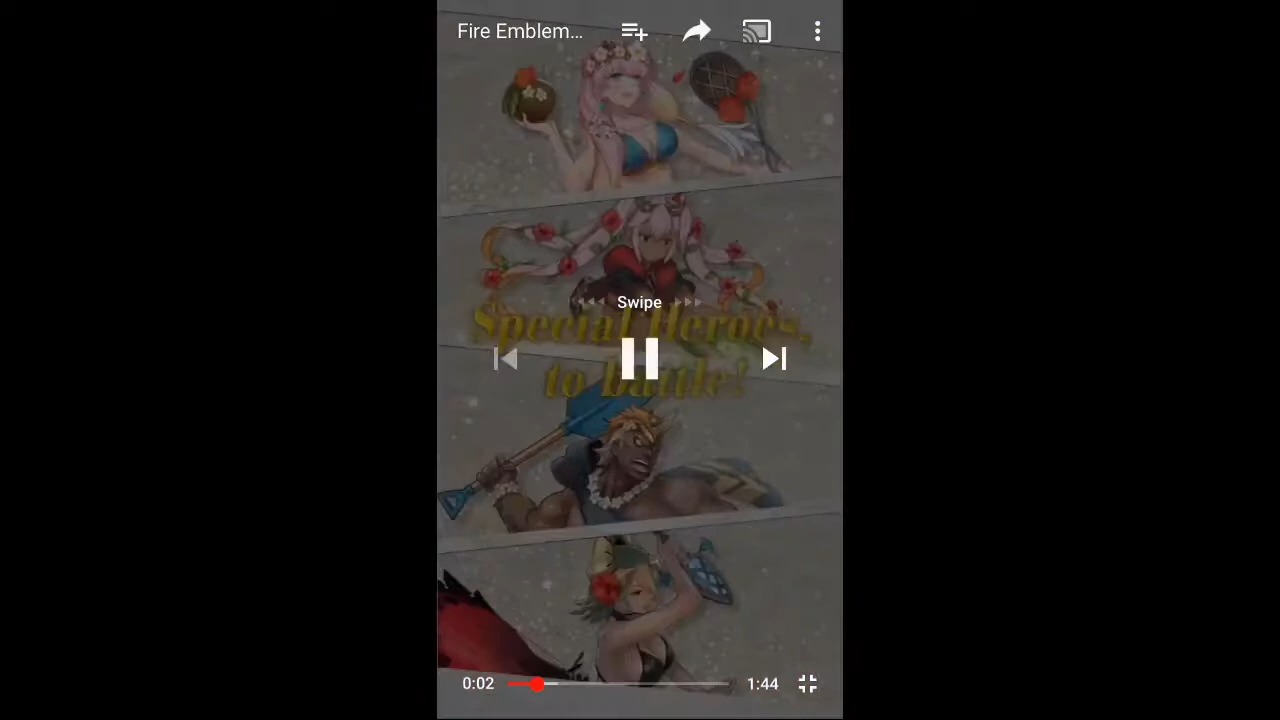 Fire Emblem...
Swipe
Special Heroes,
to battle!
0:02
1:44